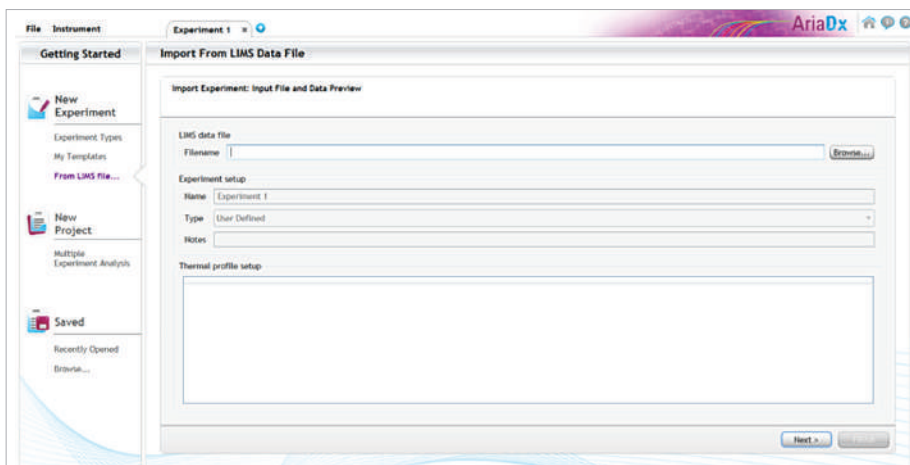 File Instrument
Experiment 1
AriaDx
Getting Started
Import From LIMS Data File
New
Experiment
Experiment Types
My Templates
From LIMS file...
New
Project
Multiple
Experiment Analysis
Saved
Recently Opened
Browse...
Import Experiment: Input File and Data Preview
LIMS data file
Filename
Browse...
Experiment setup
Name Experiment 1
Type User Defined
Notes
Thermal profile setup
Next >